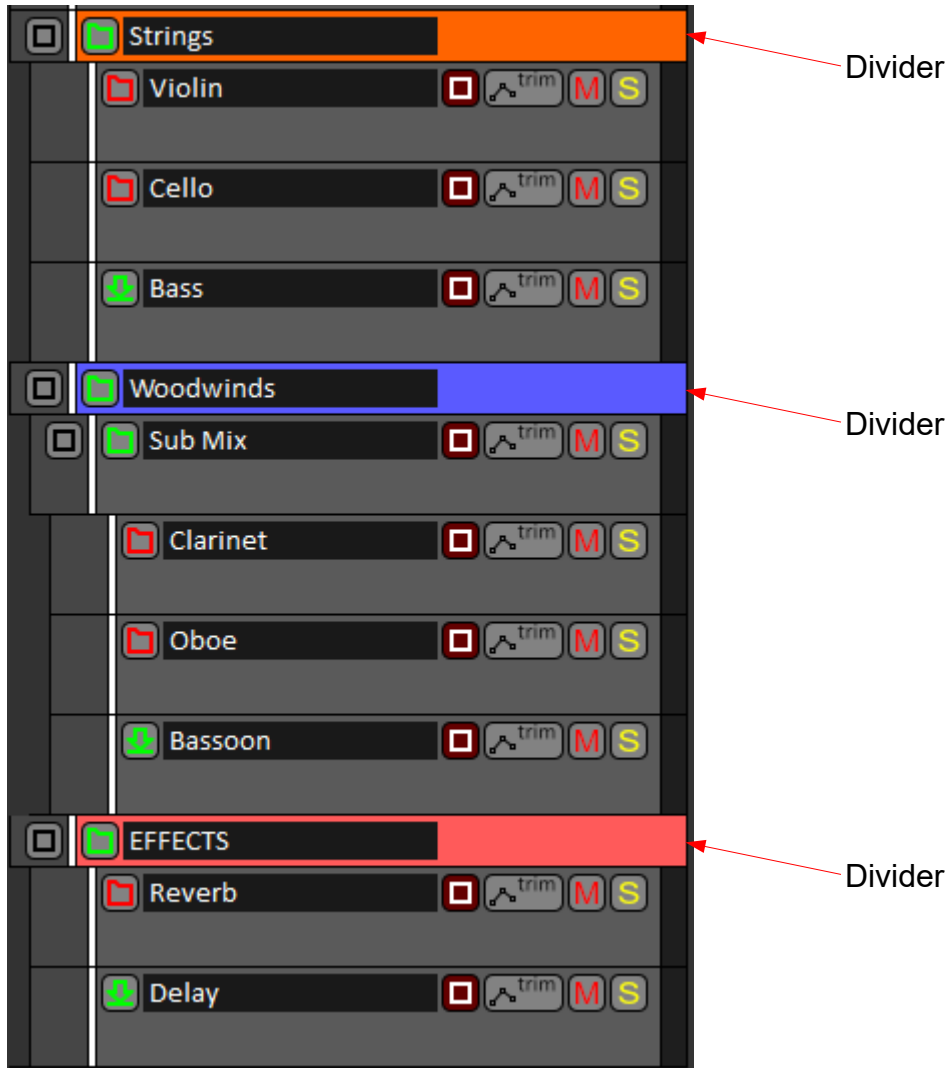 Strings
Divider
Violin trim M S
Cello trim M S
Bass trim M S
Woodwinds
Divider
Sub Mix trim M S
Clarinet trim M S
Oboe trim M S
Bassoon trim M S
EFFECTS
Divider
Reverb trim M S
Delay trim M S